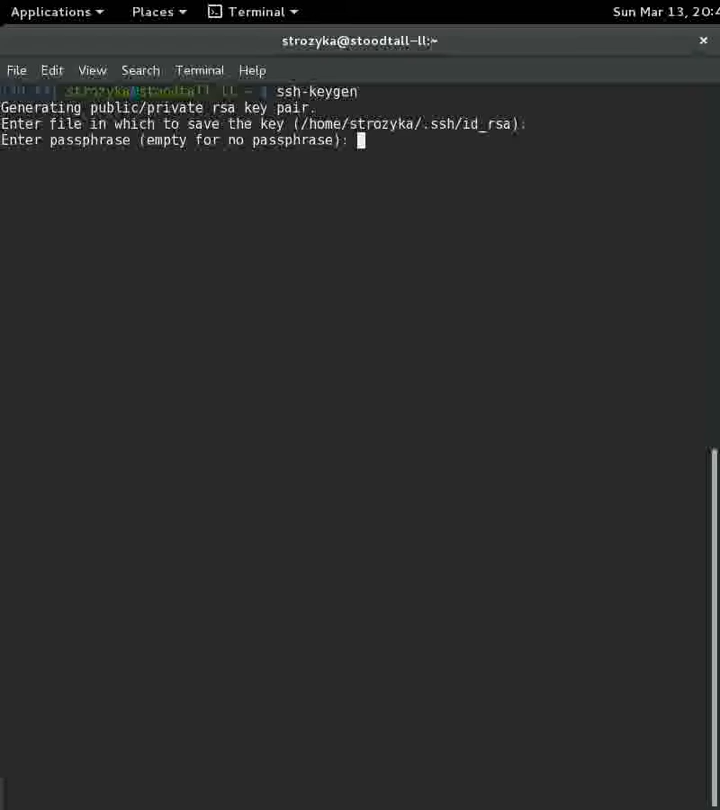 Applications Places Terminal Sun Mar 13, 20:4
strozyka@stoodtall-ll:~ ×
File Edit View Search Terminal Help
strozyka@stoodtall-ll ~ ssh-keygen
Generating public/private rsa key pair.
Enter file in which to save the key (/home/strozyka/.ssh/id_rsa):
Enter passphrase (empty for no passphrase):